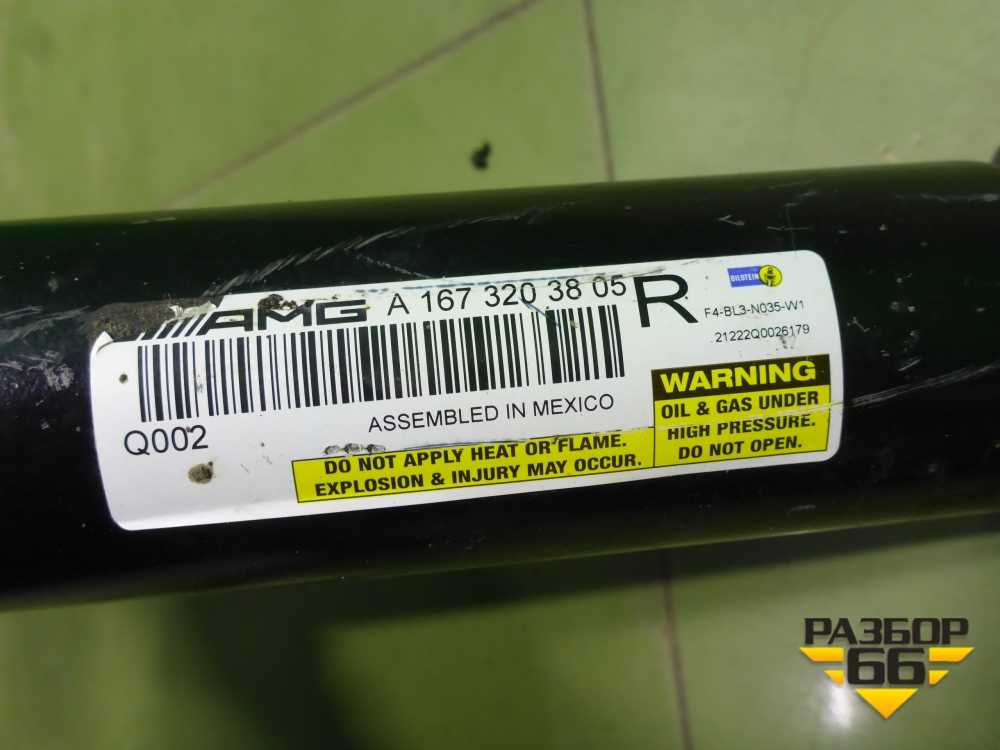 AMG A 167 320 38 05 R
BILSTEIN
F4-BL3-N035-W1
21222Q0026179
ASSEMBLED IN MEXICO
Q002
DO NOT APPLY HEAT OR FLAME.
EXPLOSION & INJURY MAY OCCUR.
WARNING
OIL & GAS UNDER
HIGH PRESSURE.
DO NOT OPEN.
РАЗБОР
66